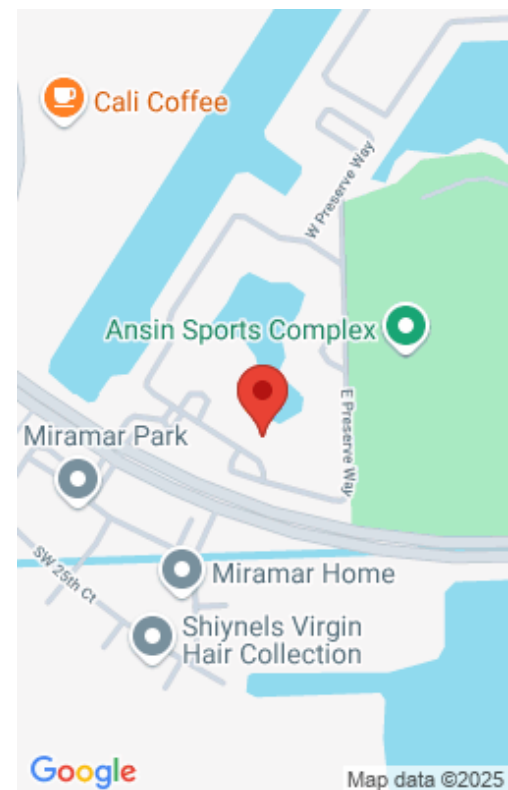 Cali Coffee
W Preserve Way
Ansin Sports Complex
E Preserve Way
Miramar Park
SW 25th Ct
Miramar Home
Shiynels Virgin
Hair Collection
Google
Map data ©2025